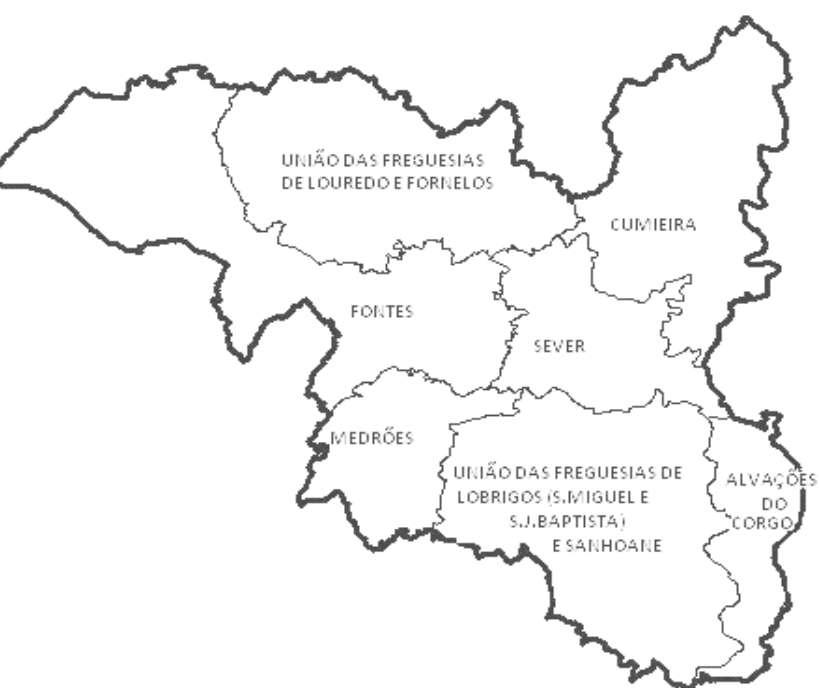 UNIÃO DAS FREGUESIAS
DE LOUREDO E FORNELOS
CUMIEIRA
FONTES
SEVER
MEDRÕES
UNIÃO DAS FREGUESIAS DE
LOBRIGOS (S.MIGUEL E
S.J.BAPTISTA)
E SANHOANE
ALVAÇÕES
DO
CORGO